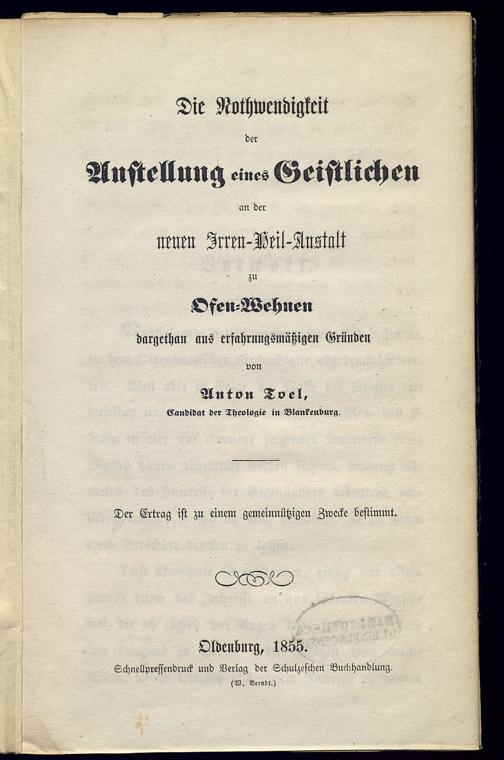 Die Nothwendigkeit
der
Anstellung eines Geistlichen
an der
neuen Irren-Heil-Anstalt
zu
Ofen-Wehnen
dargethan aus erfahrungsmäßigen Gründen
von
Anton Toel,
Candidat der Theologie in Blankenburg.
Der Ertrag ist zu einem gemeinnützigen Zwecke bestimmt.
Oldenburg, 1855.
Schnellpressendruck und Verlag der Schulzeschen Buchhandlung.
(W. Berndt.)